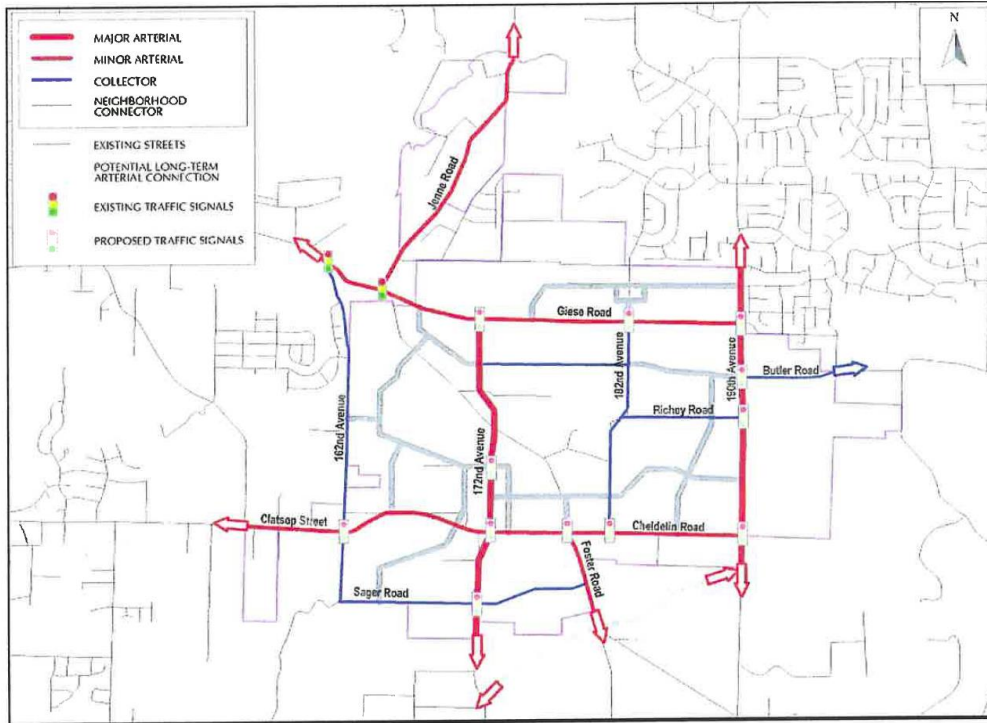 MAJOR ARTERIAL
MINOR ARTERIAL
COLLECTOR
NEIGHBORHOOD
CONNECTOR
EXISTING STREETS
POTENTIAL LONG-TERM
ARTERIAL CONNECTION
EXISTING TRAFFIC SIGNALS
PROPOSED TRAFFIC SIGNALS
N
Jenne Road
Giese Road
182nd Avenue
190th Avenue
Butler Road
Richey Road
162nd Avenue
172nd Avenue
Clatsop Street
Cheldelin Road
Foster Road
Sager Road